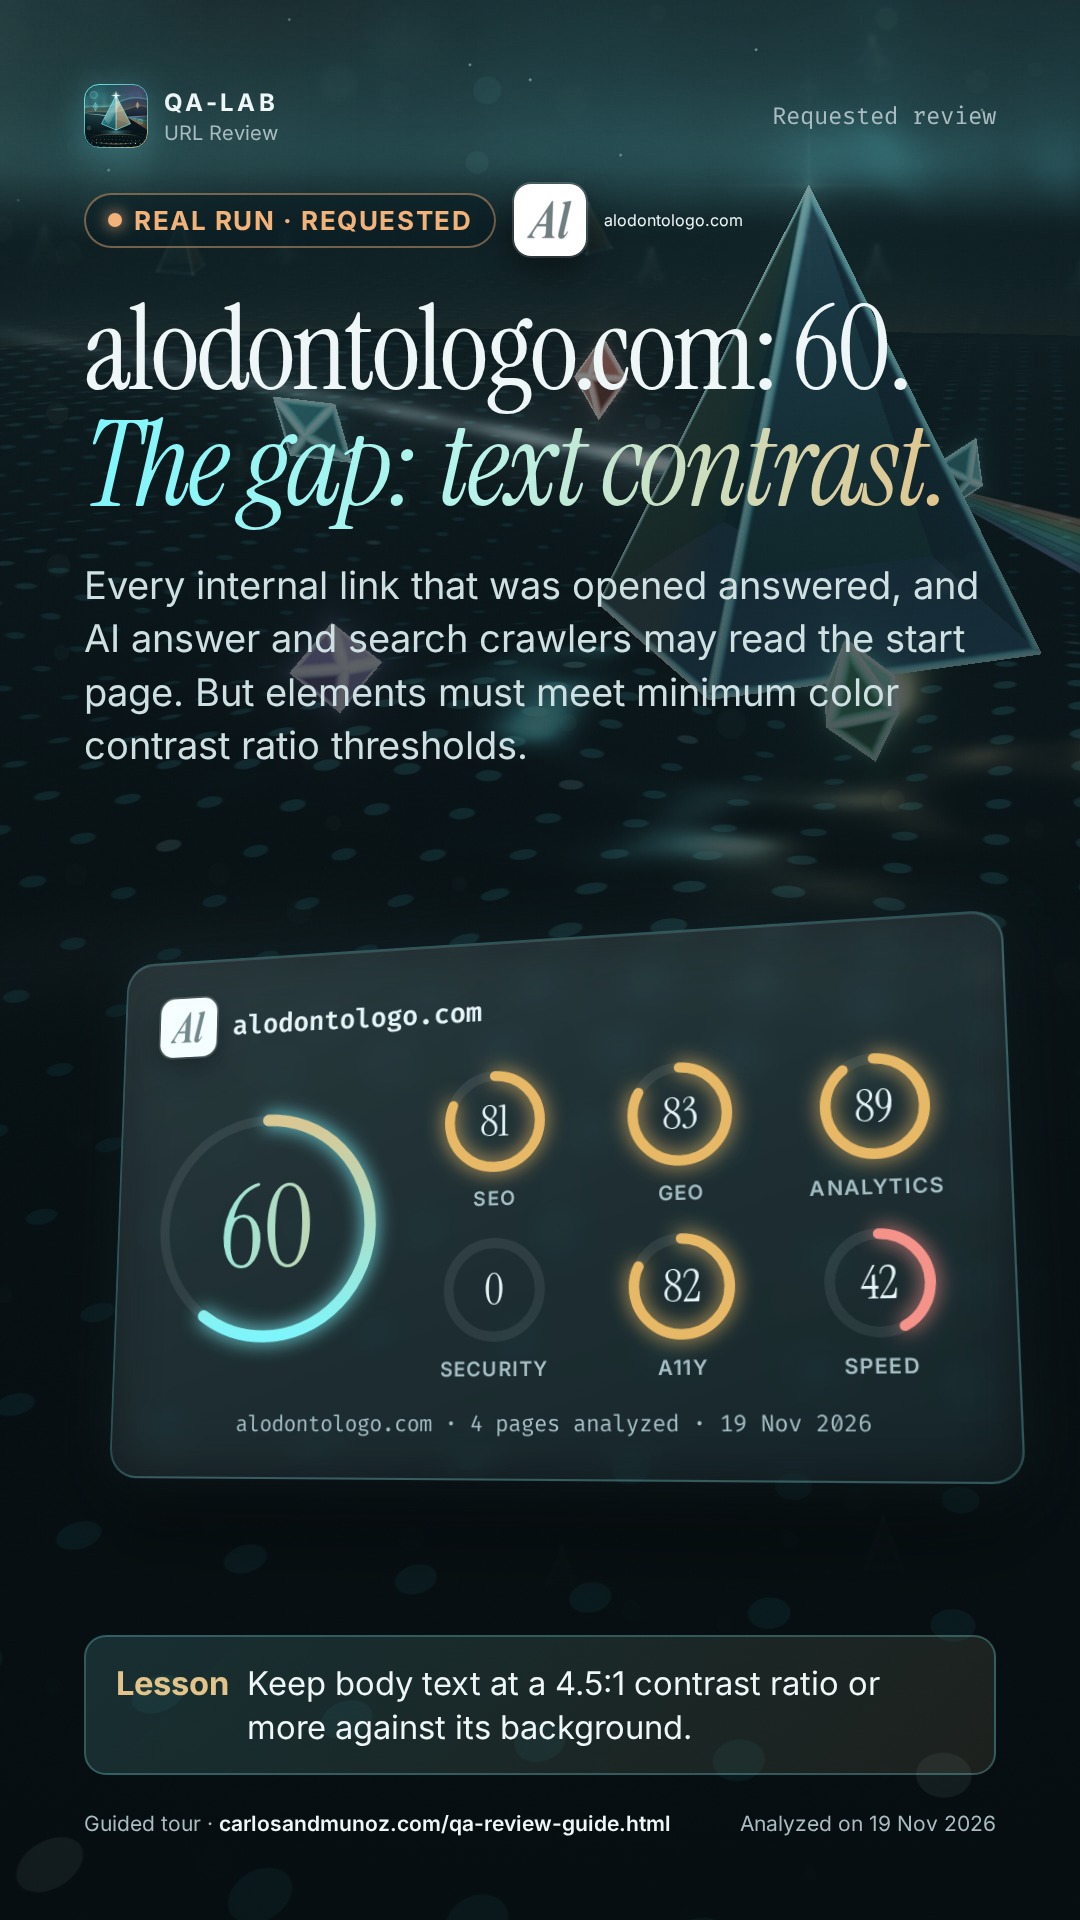 QA-LAB
URL Review
Requested review
REAL RUN · REQUESTED
Al
alodontologo.com
alodontologo.com: 60.
The gap: text contrast.
Every internal link that was opened answered, and
AI answer and search crawlers may read the start
page. But elements must meet minimum color
contrast ratio thresholds.
Al
alodontologo.com
60
81
SEO
83
GEO
89
ANALYTICS
0
SECURITY
82
A11Y
42
SPEED
alodontologo.com · 4 pages analyzed · 19 Nov 2026
Lesson Keep body text at a 4.5:1 contrast ratio or
more against its background.
Guided tour · carlosandmunoz.com/qa-review-guide.html
Analyzed on 19 Nov 2026